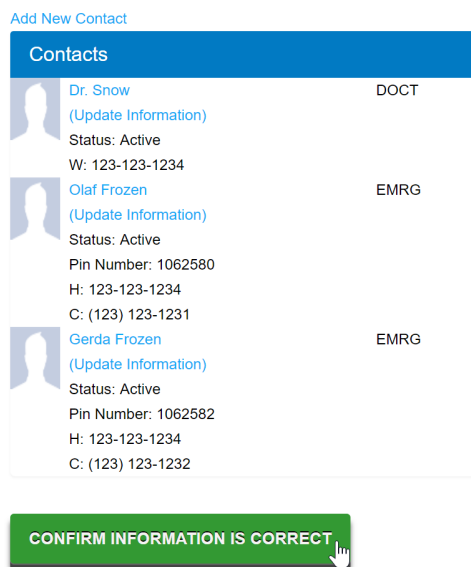 Add New Contact
Contacts
Dr. Snow DOCT
(Update Information)
Status: Active
W: 123-123-1234
Olaf Frozen EMRG
(Update Information)
Status: Active
Pin Number: 1062580
H: 123-123-1234
C: (123) 123-1231
Gerda Frozen EMRG
(Update Information)
Status: Active
Pin Number: 1062582
H: 123-123-1234
C: (123) 123-1232
CONFIRM INFORMATION IS CORRECT